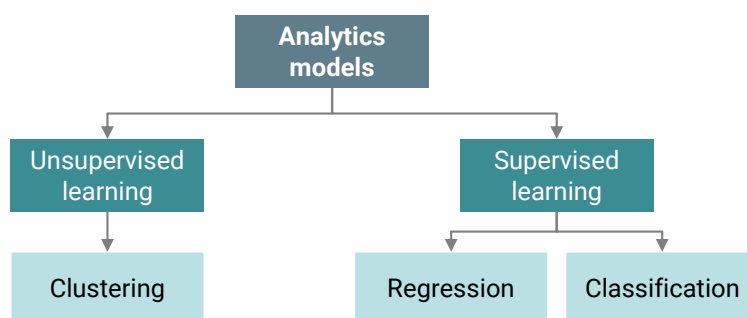 Analytics
models
Unsupervised
learning
Supervised
learning
Clustering
Regression
Classification